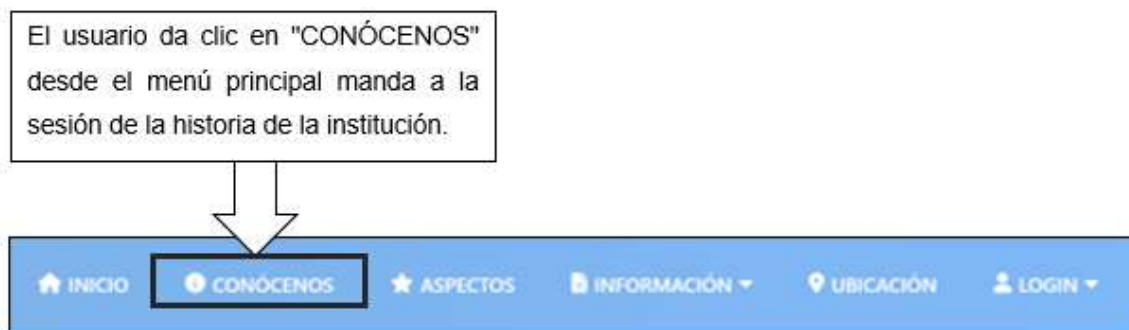 El usuario da clic en "CONÓCENOS"
desde el menú principal manda a la
sesión de la historia de la institución.
INICIO CONÓCENOS ASPECTOS INFORMACIÓN UBICACIÓN LOGIN